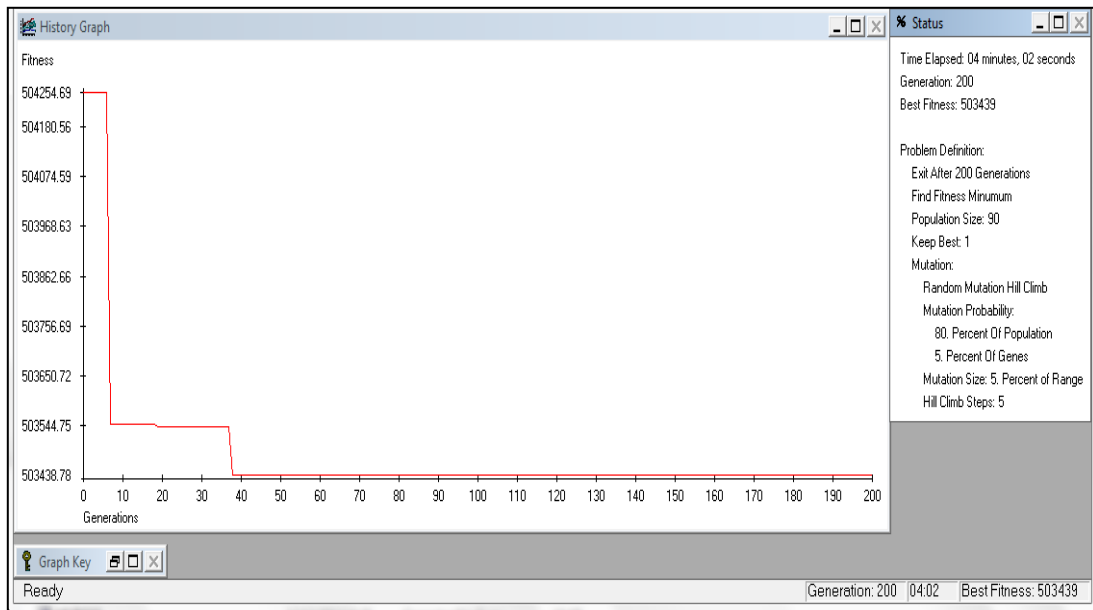 History Graph
Fitness
504254.69
504180.56
504074.59
503968.63
503862.66
503756.69
503650.72
503544.75
503438.78
0 10 20 30 40 50 60 70 80 90 100 110 120 130 140 150 160 170 180 190 200
Generations
% Status
Time Elapsed: 04 minutes, 02 seconds
Generation: 200
Best Fitness: 503439
Problem Definition:
Exit After 200 Generations
Find Fitness Minumum
Population Size: 90
Keep Best: 1
Mutation:
Random Mutation Hill Climb
Mutation Probability:
80. Percent Of Population
5. Percent Of Genes
Mutation Size: 5. Percent of Range
Hill Climb Steps: 5
Graph Key
Ready
Generation: 200 04:02 Best Fitness: 503439